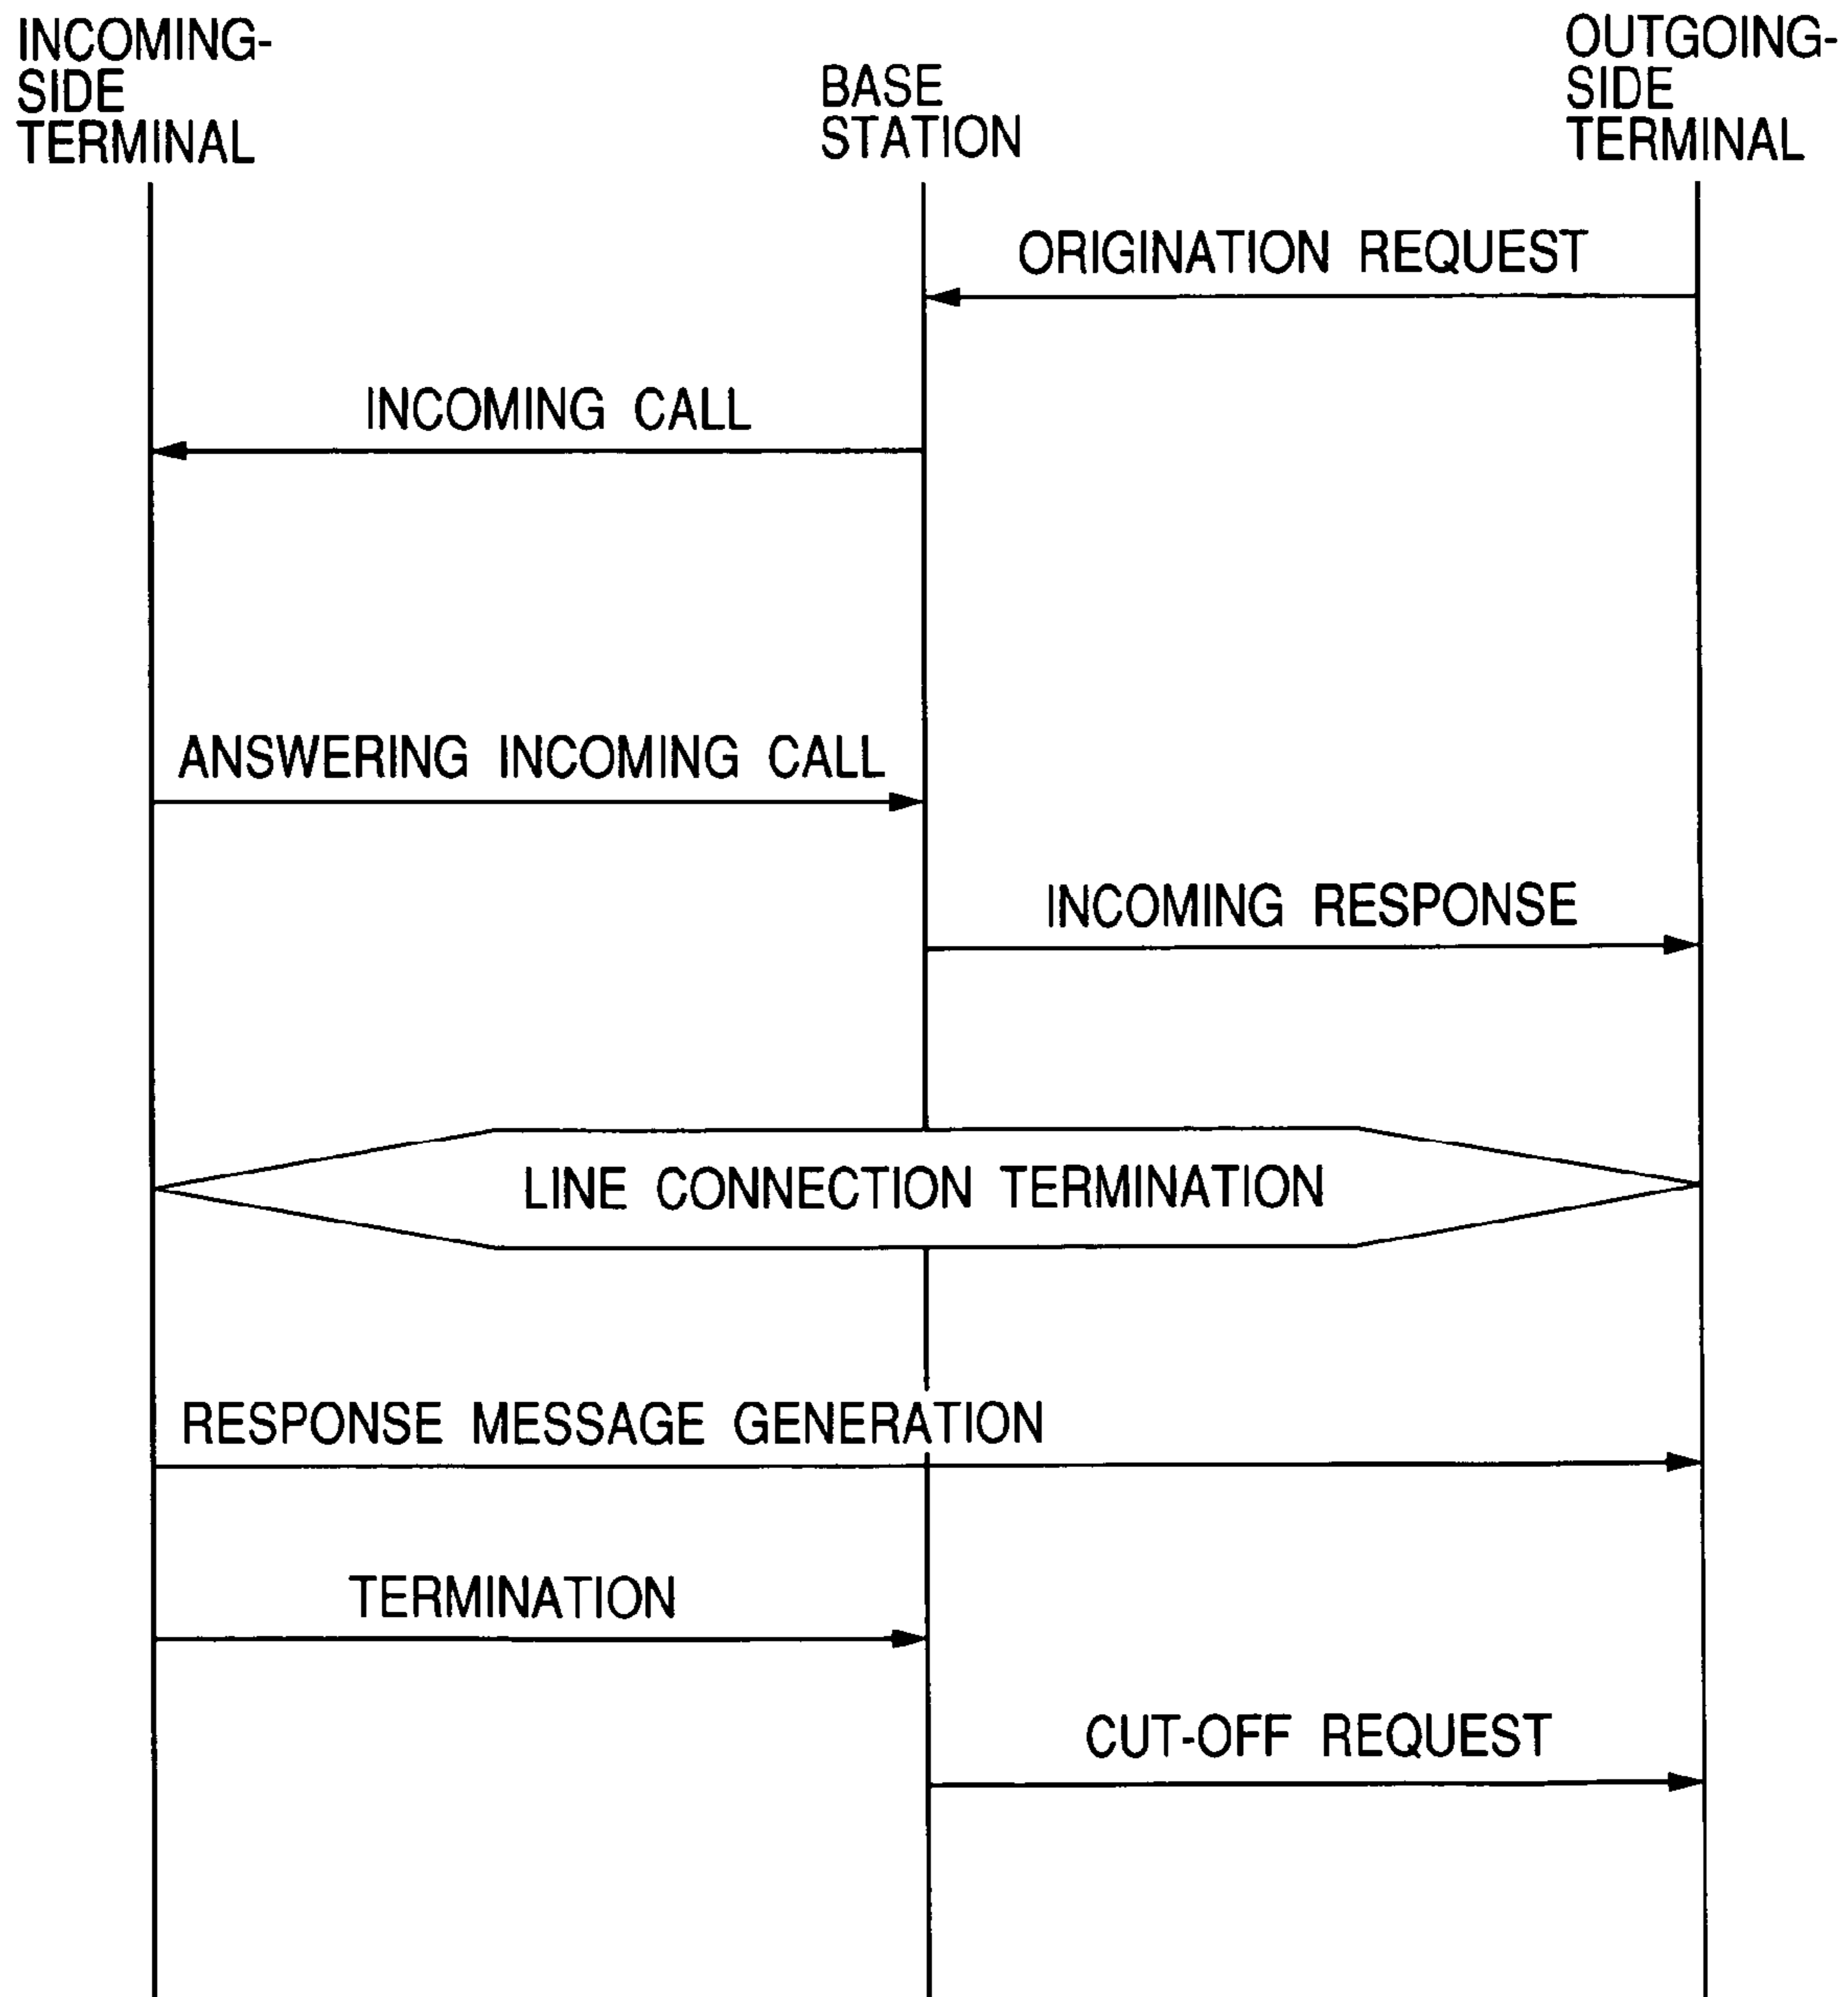 INCOMING-
SIDE
TERMINAL
BASE
STATION
OUTGOING-
SIDE
TERMINAL
ORIGINATION REQUEST
INCOMING CALL
ANSWERING INCOMING CALL
INCOMING RESPONSE
LINE CONNECTION TERMINATION
RESPONSE MESSAGE GENERATION
TERMINATION
CUT-OFF REQUEST